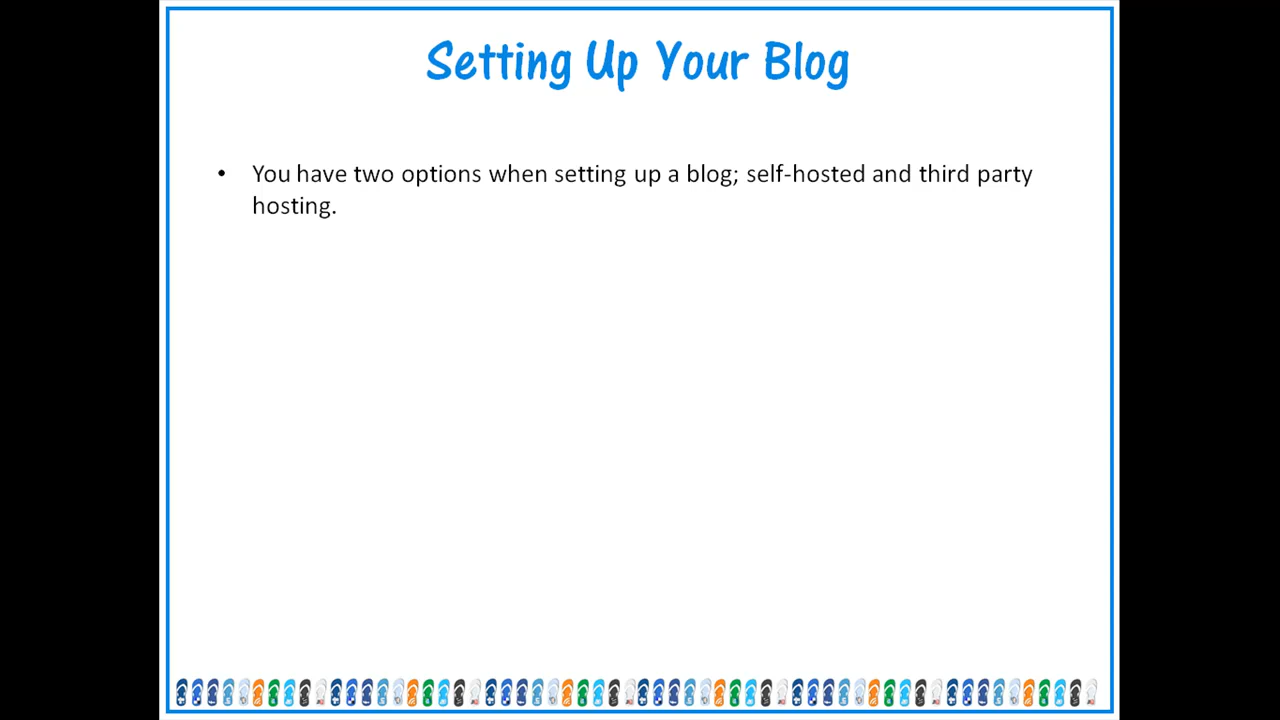 Setting Up Your Blog
• You have two options when setting up a blog; self-hosted and third party
hosting.